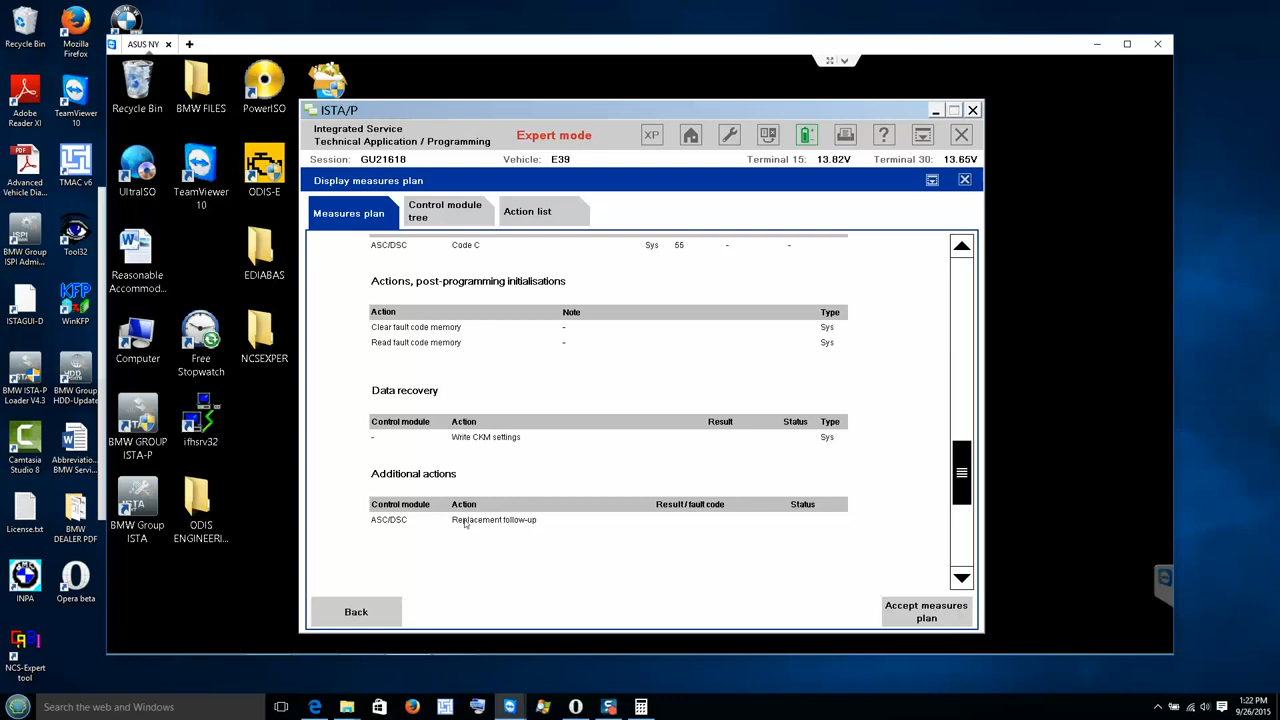 Recycle Bin
Mozilla
Firefox
Adobe
Reader XI
TeamViewer
10
Advanced
Vehicle Dia...
TMAC v6
BMW Group
ISPI Admi...
Tool32
ISTAGUI-D
WinKFP
BMW ISTA-P
Loader V4.3
BMW Group
HDD-Update
Camtasia
Studio 8
Abbreviatio...
BMW Servi...
License.txt
BMW
DEALER PDF
INPA
Opera beta
NCS-Expert
tool
ASUS NY
Recycle Bin
BMW FILES
PowerISO
UltraISO
TeamViewer
10
ODIS-E
Reasonable
Accommod...
EDIABAS
Computer
Free
Stopwatch
NCSEXPER
BMW GROUP
ISTA-P
ifhsrv32
BMW Group
ISTA
ODIS
ENGINEERI...
ISTA/P
Integrated Service
Technical Application / Programming
Expert mode
XP
Session: GU21618 Vehicle: E39 Terminal 15: 13.82V Terminal 30: 13.65V
Display measures plan
Measures plan
Control module
tree
Action list
ASC/DSC Code C Sys 55 - -
Actions, post-programming initialisations
Action Note Type
Clear fault code memory - Sys
Read fault code memory - Sys
Data recovery
Control module Action Result Status Type
- Write CKM settings Sys
Additional actions
Control module Action Result / fault code Status
ASC/DSC Replacement follow-up
Back
Accept measures
plan
Search the web and Windows
1:22 PM
9/26/2015